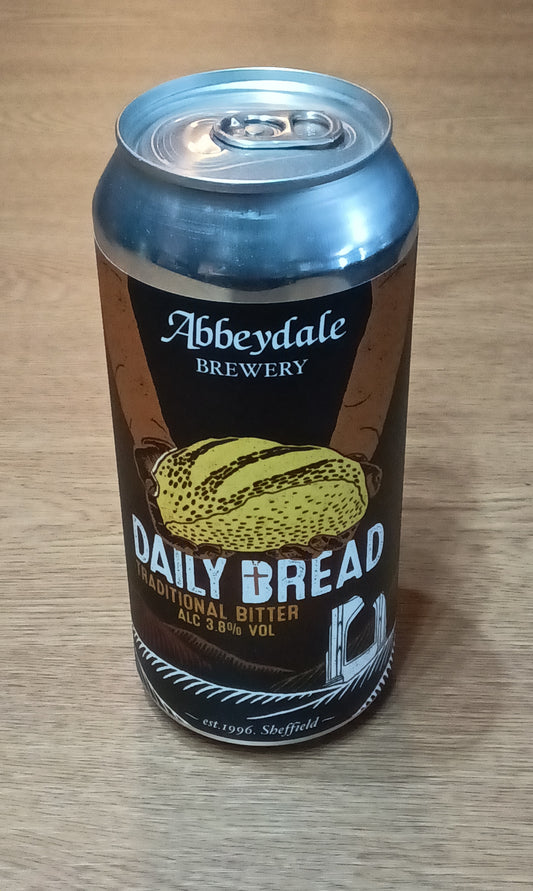 Abbeydale
BREWERY
DAILY BREAD
TRADITIONAL BITTER
ALC 3.8% VOL
– est.1996. Sheffield –